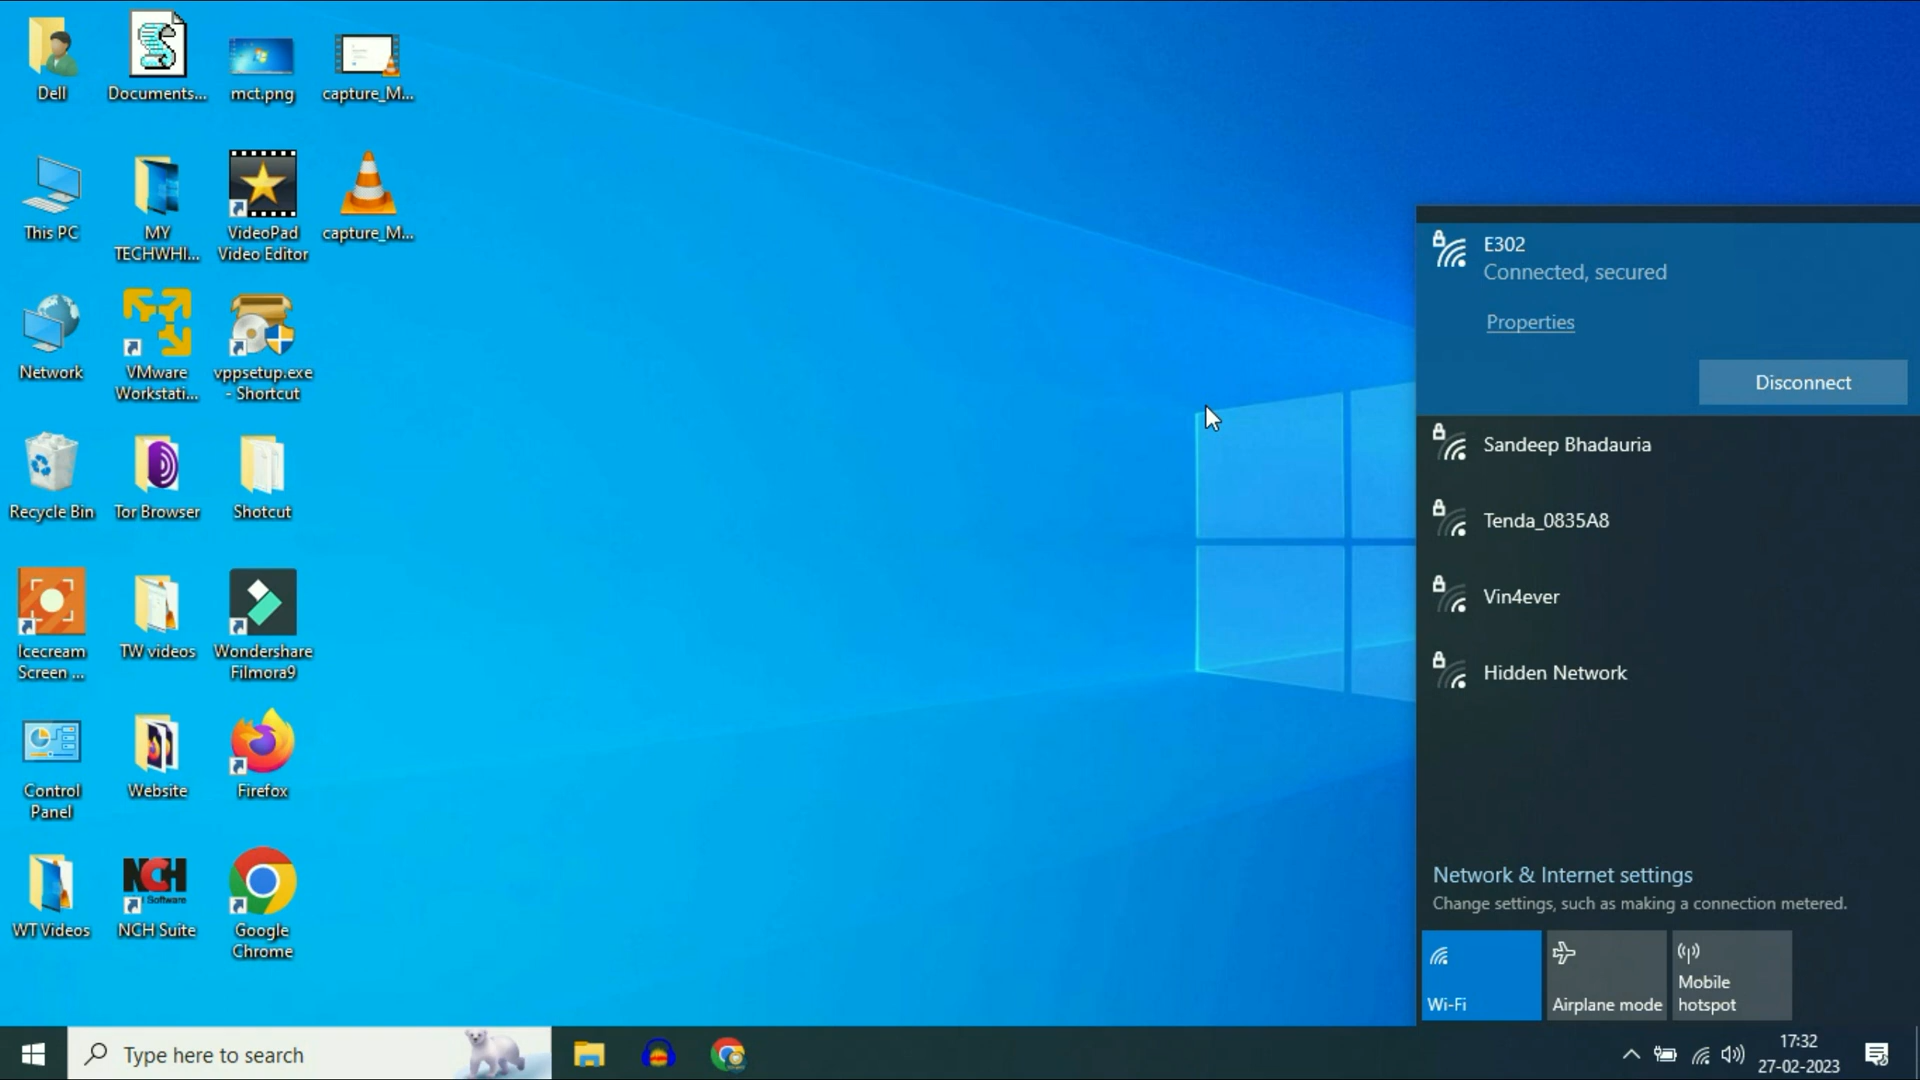 Dell
Documents...
mct.png
capture_M...
This PC
MY
TECHWHI...
VideoPad
Video Editor
capture_M...
Network
VMware
Workstati...
vppsetup.exe
- Shortcut
Recycle Bin
Tor Browser
Shotcut
Icecream
Screen ...
TW videos
Wondershare
Filmora9
Control
Panel
Website
Firefox
WT Videos
NCH
Software
NCH Suite
Google
Chrome
E302
Connected, secured
Properties
Disconnect
Sandeep Bhadauria
Tenda_0835A8
Vin4ever
Hidden Network
Network & Internet settings
Change settings, such as making a connection metered.
Wi-Fi
Airplane mode
Mobile
hotspot
Type here to search
17:32
27-02-2023